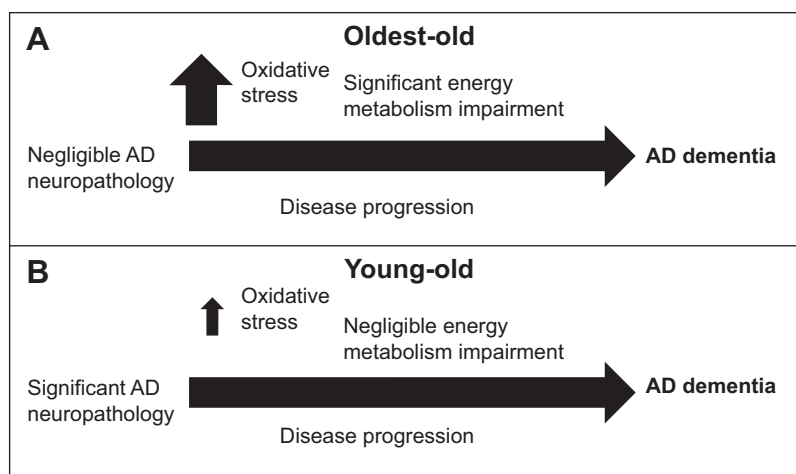 A
Oldest-old
Oxidative
stress
Significant energy
metabolism impairment
Negligible AD
neuropathology
AD dementia
Disease progression
B
Young-old
Oxidative
stress
Negligible energy
metabolism impairment
Significant AD
neuropathology
AD dementia
Disease progression